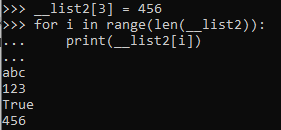 >>> __list2[3] = 456
>>> for i in range(len(__list2)):
...     print(__list2[i])
...
abc
123
True
456